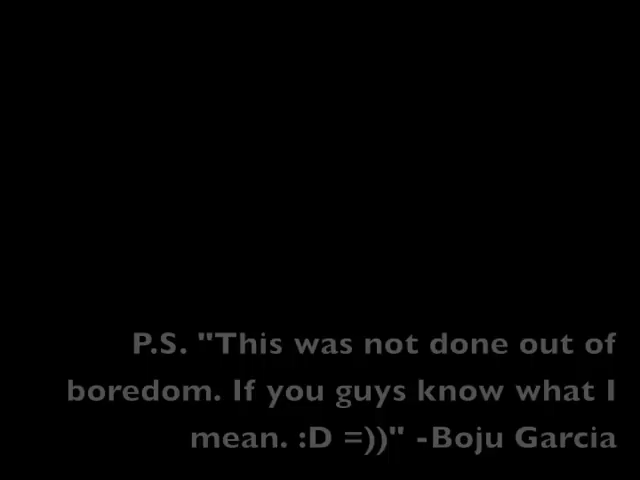 P.S. "This was not done out of
boredom. If you guys know what I
mean. :D =))" -Boju Garcia